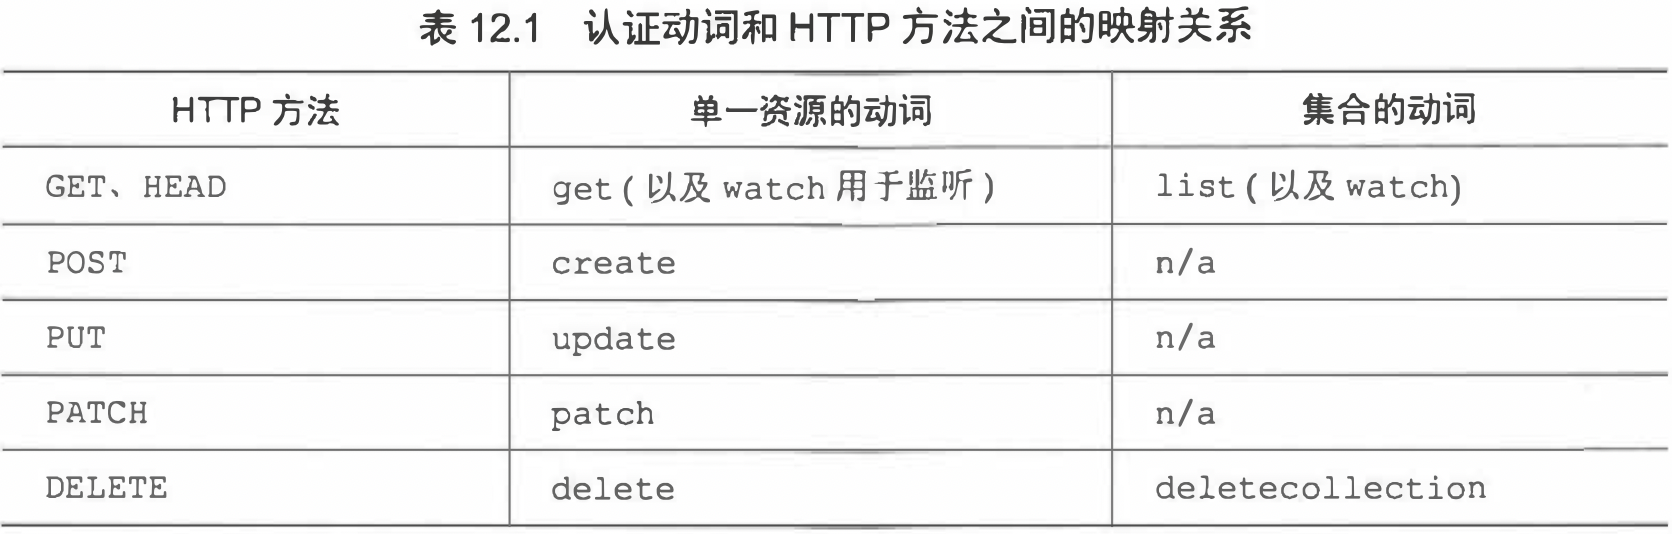 表 12.1 认证动词和 HTTP 方法之间的映射关系
HTTP 方法 单一资源的动词 集合的动词
GET、HEAD get(以及 watch 用于监听) list(以及 watch)
POST create n/a
PUT update n/a
PATCH patch n/a
DELETE delete deletecollection